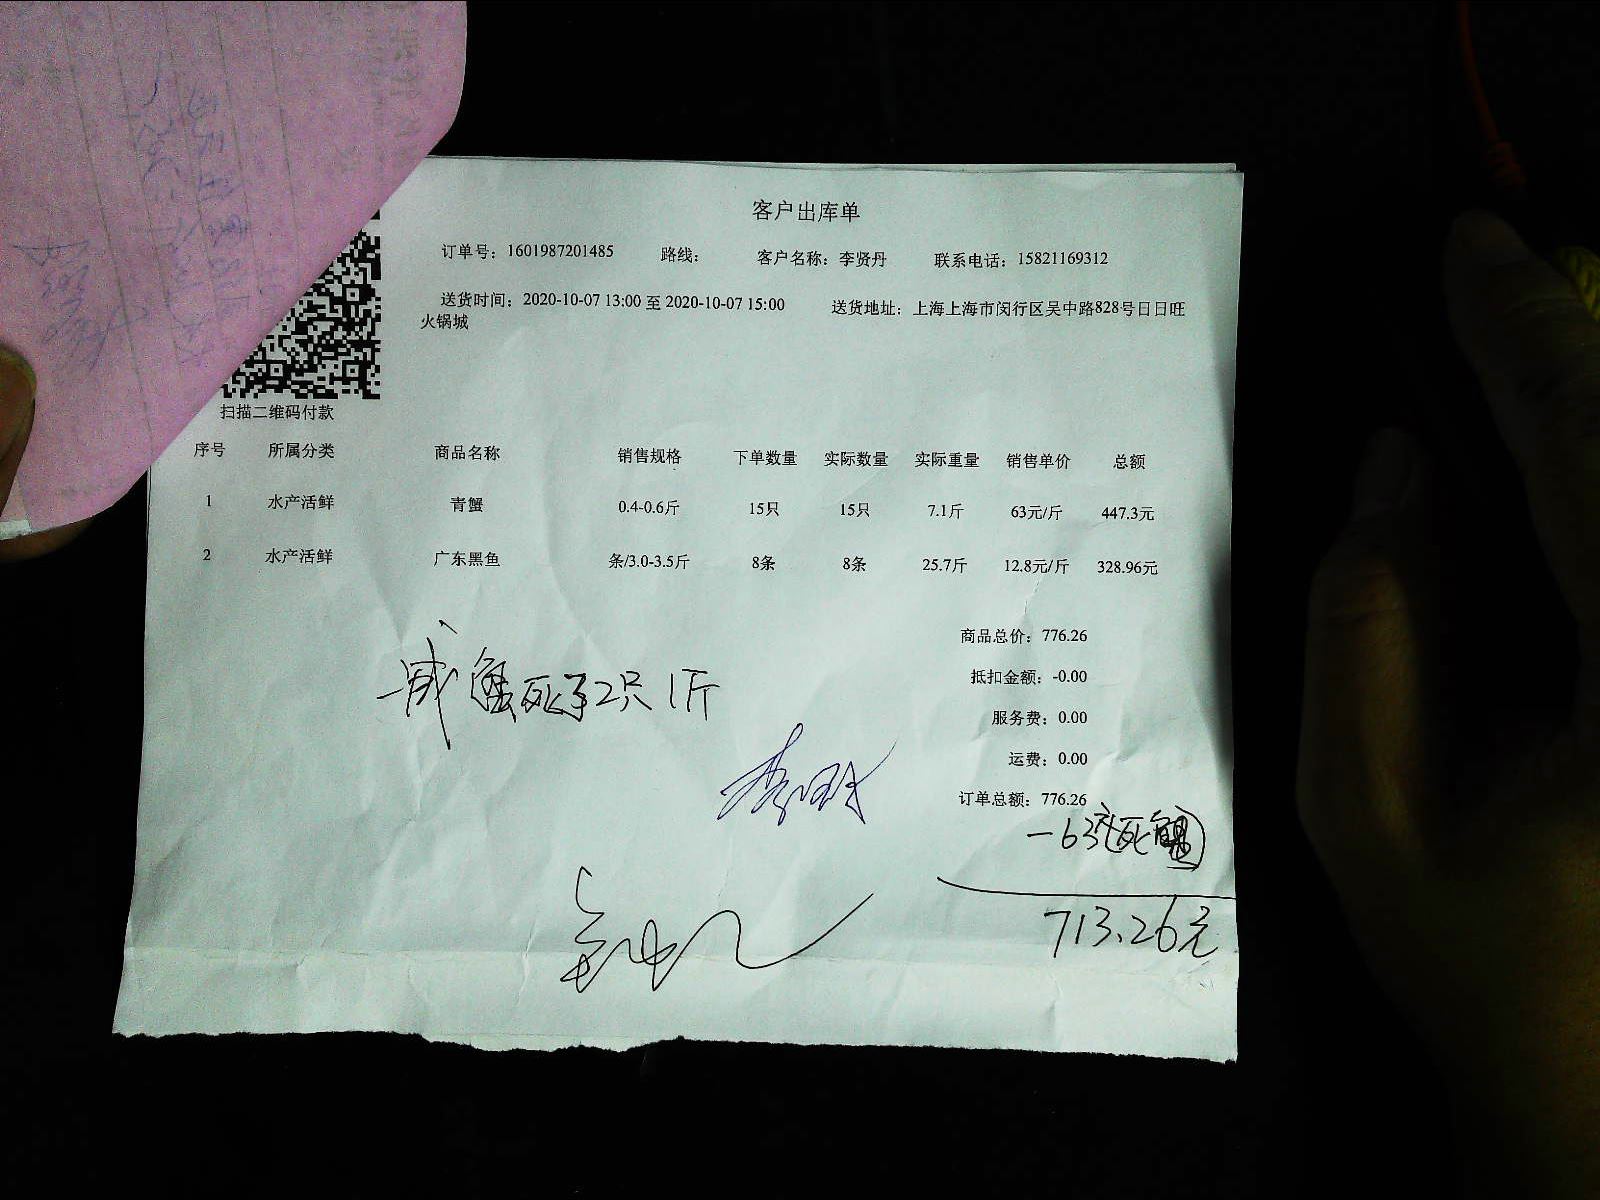 客户出库单
订单号：1601987201485 路线： 客户名称：李贤丹 联系电话：15821169312
送货时间：2020-10-07 13:00 至 2020-10-07 15:00 送货地址：上海上海市闵行区吴中路828号日日旺
火锅城
扫描二维码付款
序号 所属分类 商品名称 销售规格 下单数量 实际数量 实际重量 销售单价 总额
1 水产活鲜 青蟹 0.4-0.6斤 15只 15只 7.1斤 63元/斤 447.3元
2 水产活鲜 广东黑鱼 条/3.0-3.5斤 8条 8条 25.7斤 12.8元/斤 328.96元
商品总价：776.26
抵扣金额：-0.00
服务费：0.00
运费：0.00
订单总额：776.26
蟹死了2只1斤
-63元死
713.26元